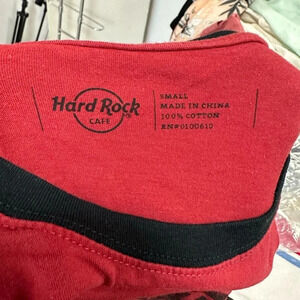 Hard Rock
CAFE
SMALL
MADE IN CHINA
100% COTTON
RN#0100610